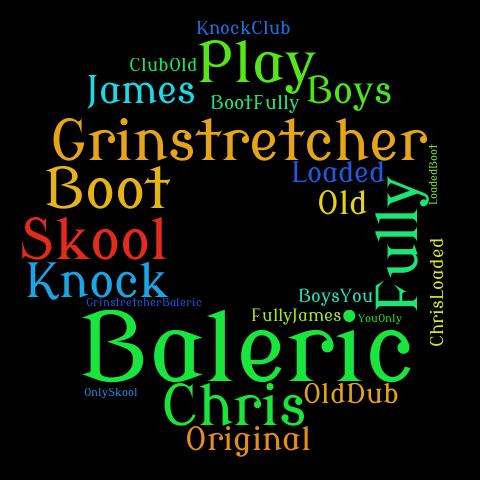 KnockClub
Play
ClubOld
James
Boys
BootFully
Grinstretcher
LoadedBoot
Loaded
Boot
Old
Fully
Skool
ChrisLoaded
Knock
BoysYou
GrinstretcherBaleric
FullyJames
YouOnly
Baleric
OnlySkool
Chris
OldDub
Original